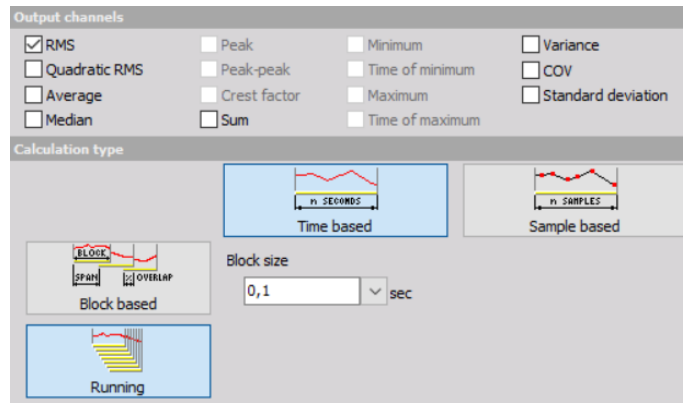 Output channels
RMS Peak Minimum Variance
Quadratic RMS Peak-peak Time of minimum COV
Average Crest factor Maximum Standard deviation
Median Sum Time of maximum
Calculation type
n SECONDS n SAMPLES
Time based Sample based
BLOCK
SPAN % OVERLAP
Block based
Block size
0,1 sec
Running